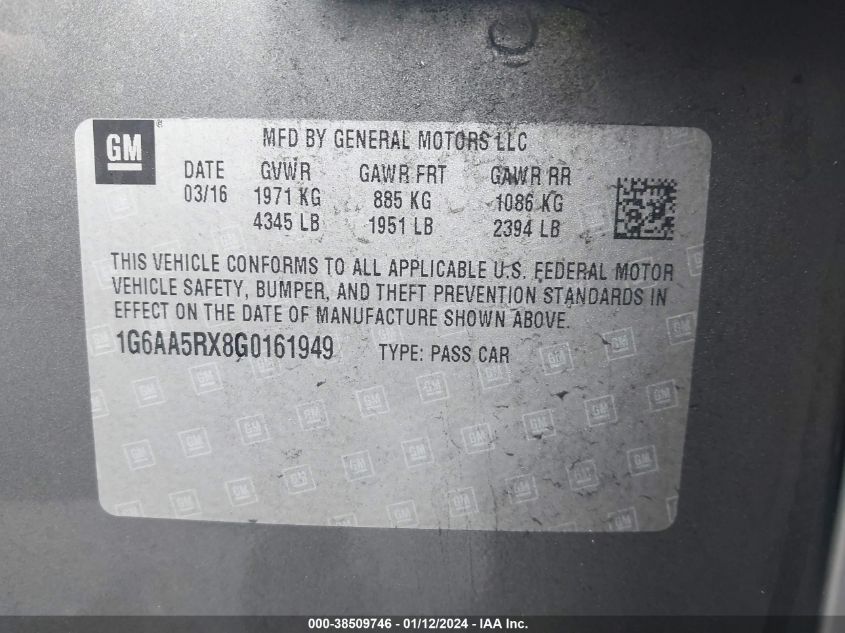 GM
MFD BY GENERAL MOTORS LLC
DATE GVWR GAWR FRT GAWR RR
03/16 1971 KG 885 KG 1086 KG
4345 LB 1951 LB 2394 LB
THIS VEHICLE CONFORMS TO ALL APPLICABLE U.S. FEDERAL MOTOR
VEHICLE SAFETY, BUMPER, AND THEFT PREVENTION STANDARDS IN
EFFECT ON THE DATE OF MANUFACTURE SHOWN ABOVE.
1G6AA5RX8G0161949 TYPE: PASS CAR
000-38509746 - 01/12/2024 - IAA Inc.